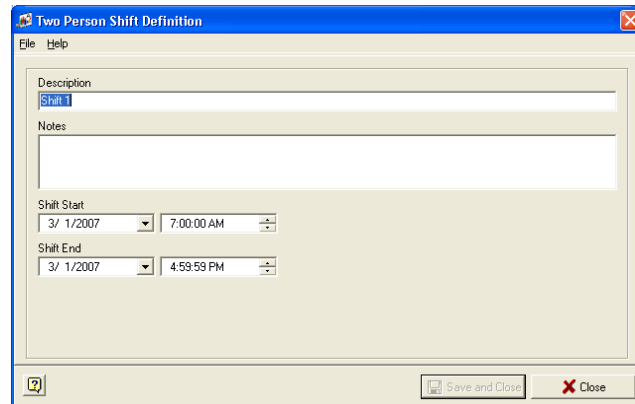 Two Person Shift Definition
File Help
Description
Shift 1
Notes
Shift Start
3/ 1/2007 7:00:00 AM
Shift End
3/ 1/2007 4:59:59 PM
Save and Close Close